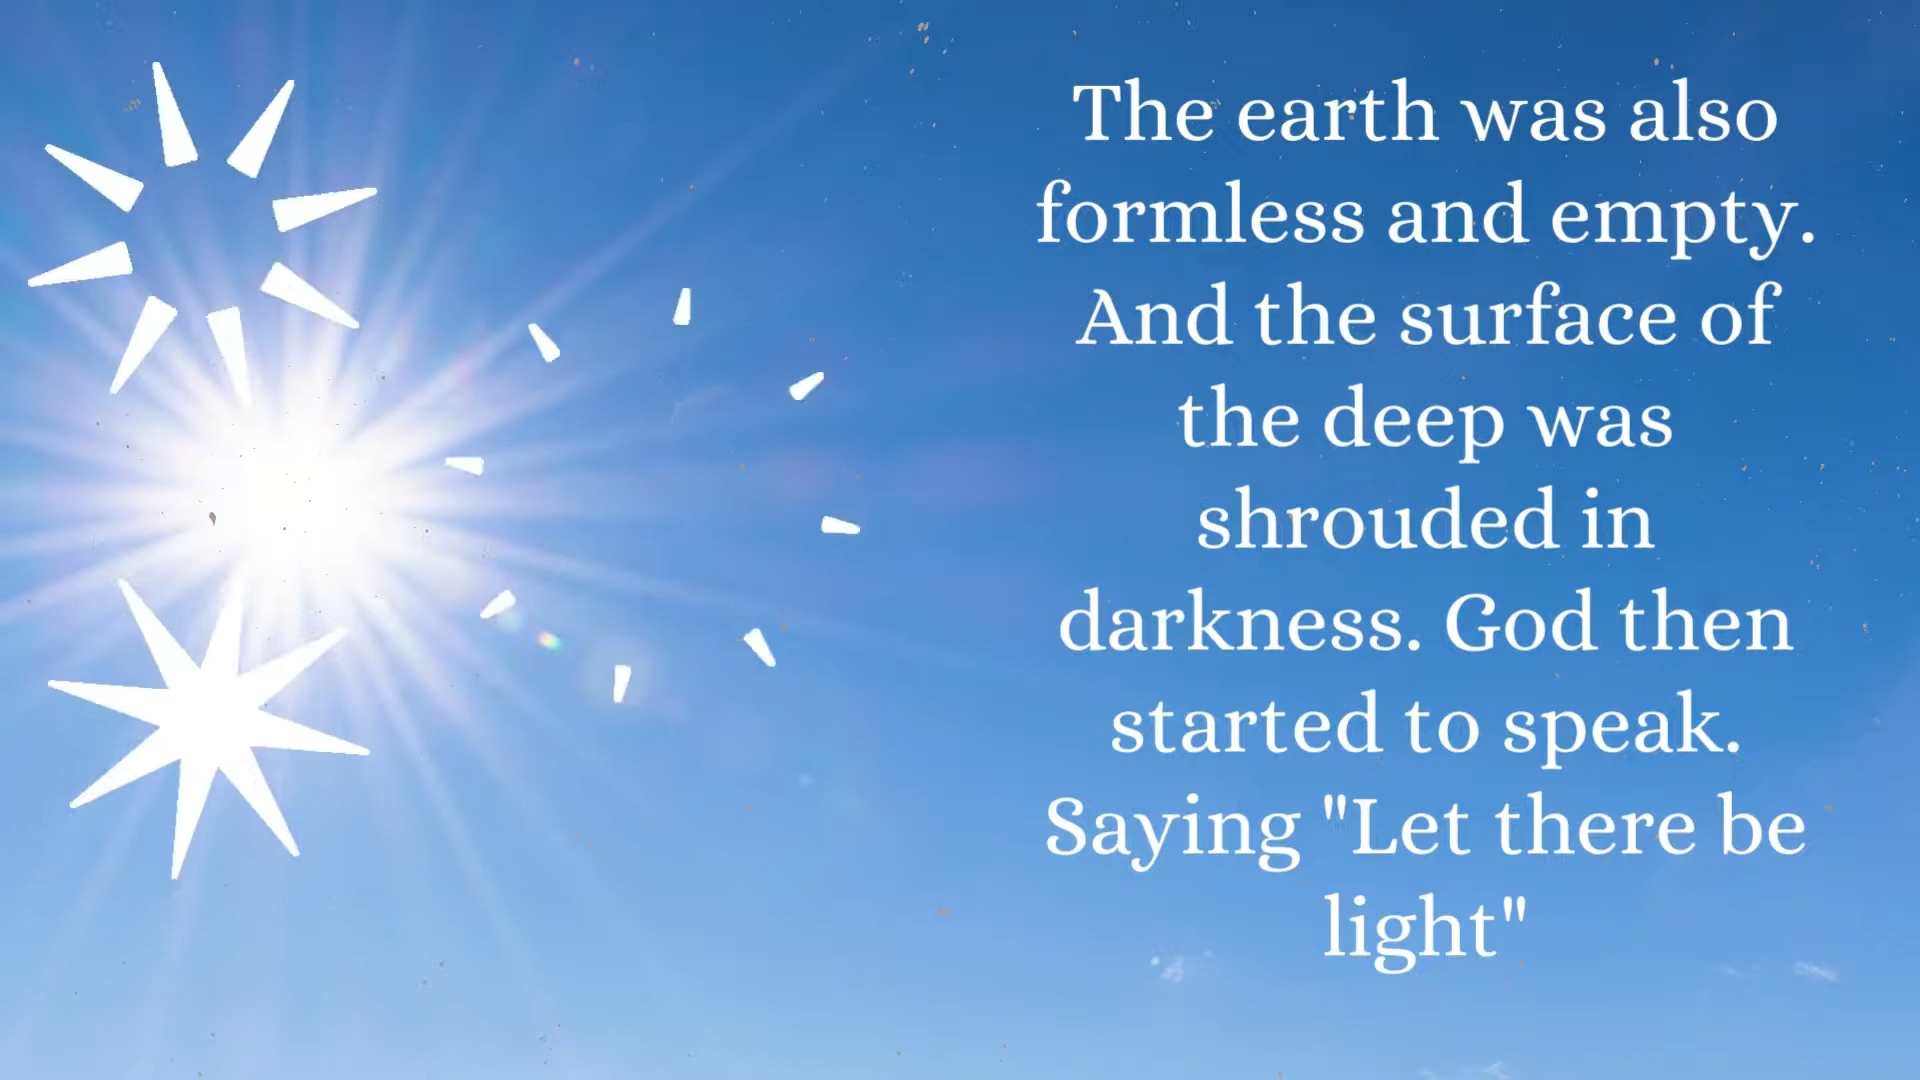 The earth was also
formless and empty.
And the surface of
the deep was
shrouded in
darkness. God then
started to speak.
Saying "Let there be
light"